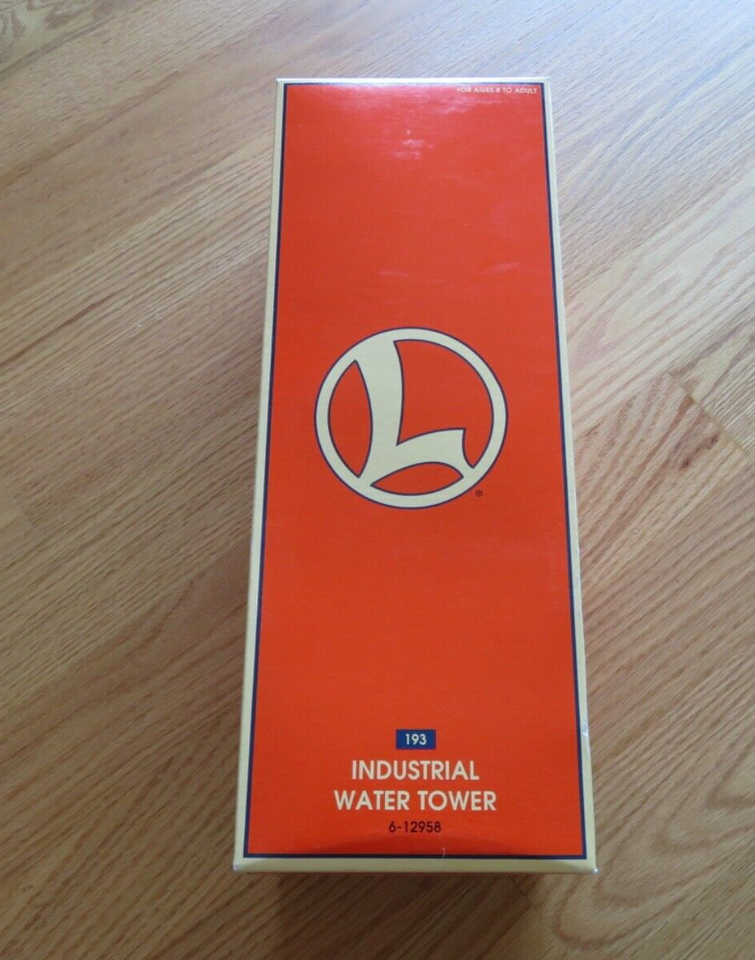 FOR AGES 8 TO ADULT
L
®
193
INDUSTRIAL
WATER TOWER
6-12958